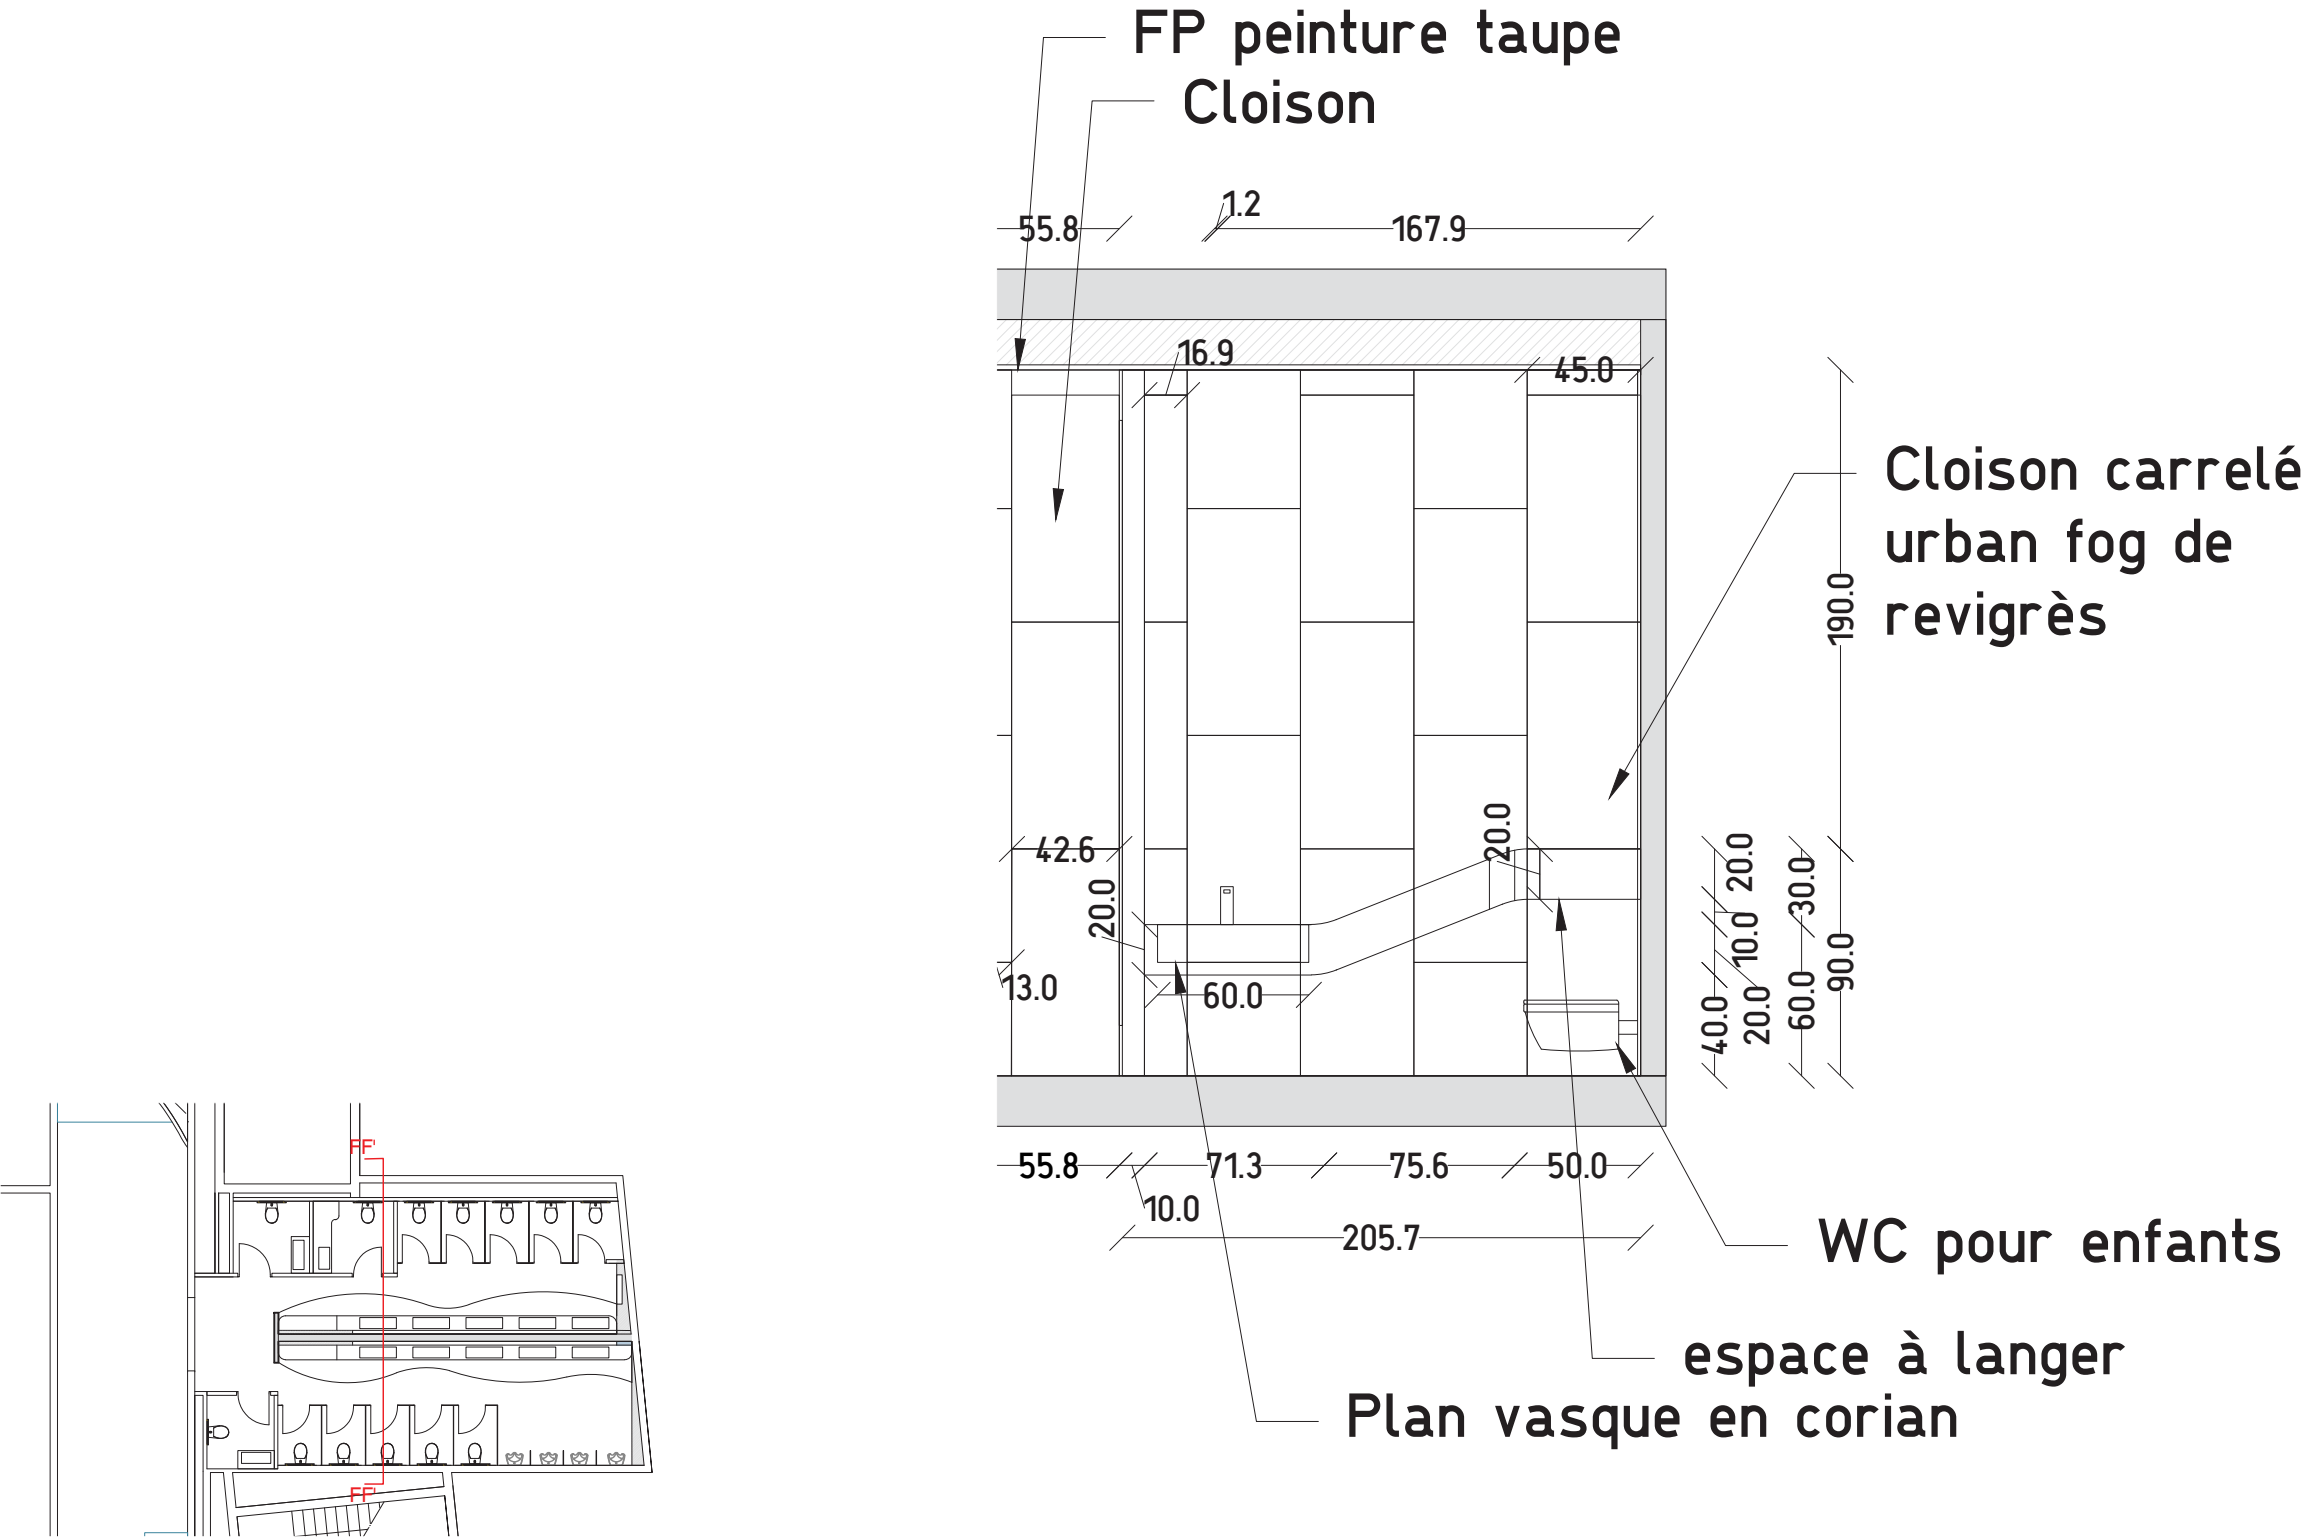 FP peinture taupe
Cloison
1.2
55.8
167.9
16.9
45.0
Cloison carrelé
urban fog de
revigrès
190.0
20.0
42.6
20.0
20.0
30.0
10.0
90.0
13.0
60.0
40.0
20.0
60.0
FF'
55.8
71.3
75.6
50.0
10.0
205.7
WC pour enfants
espace à langer
Plan vasque en corian
FF'